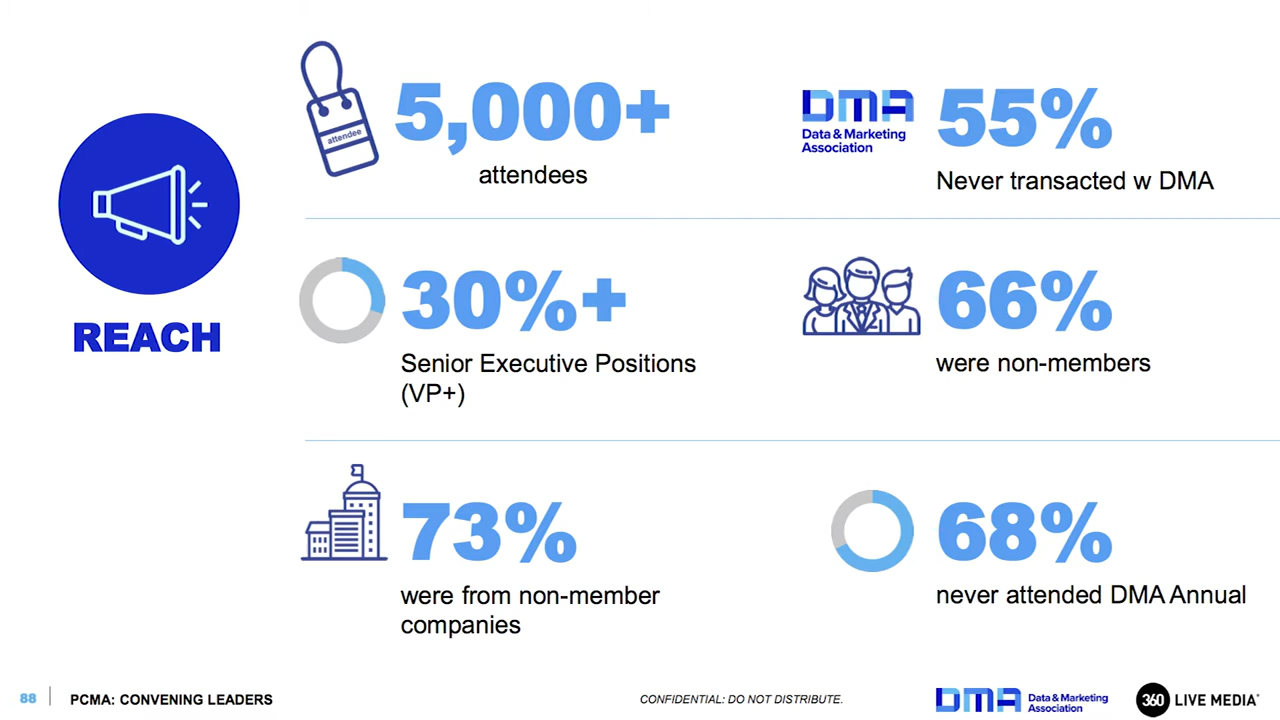 REACH
attendee
5,000+
attendees
DMA
Data & Marketing
Association
55%
Never transacted w DMA
30%+
Senior Executive Positions
(VP+)
66%
were non-members
73%
were from non-member
companies
68%
never attended DMA Annual
88
PCMA: CONVENING LEADERS
CONFIDENTIAL: DO NOT DISTRIBUTE.
DMA
Data & Marketing
Association
360 LIVE MEDIA